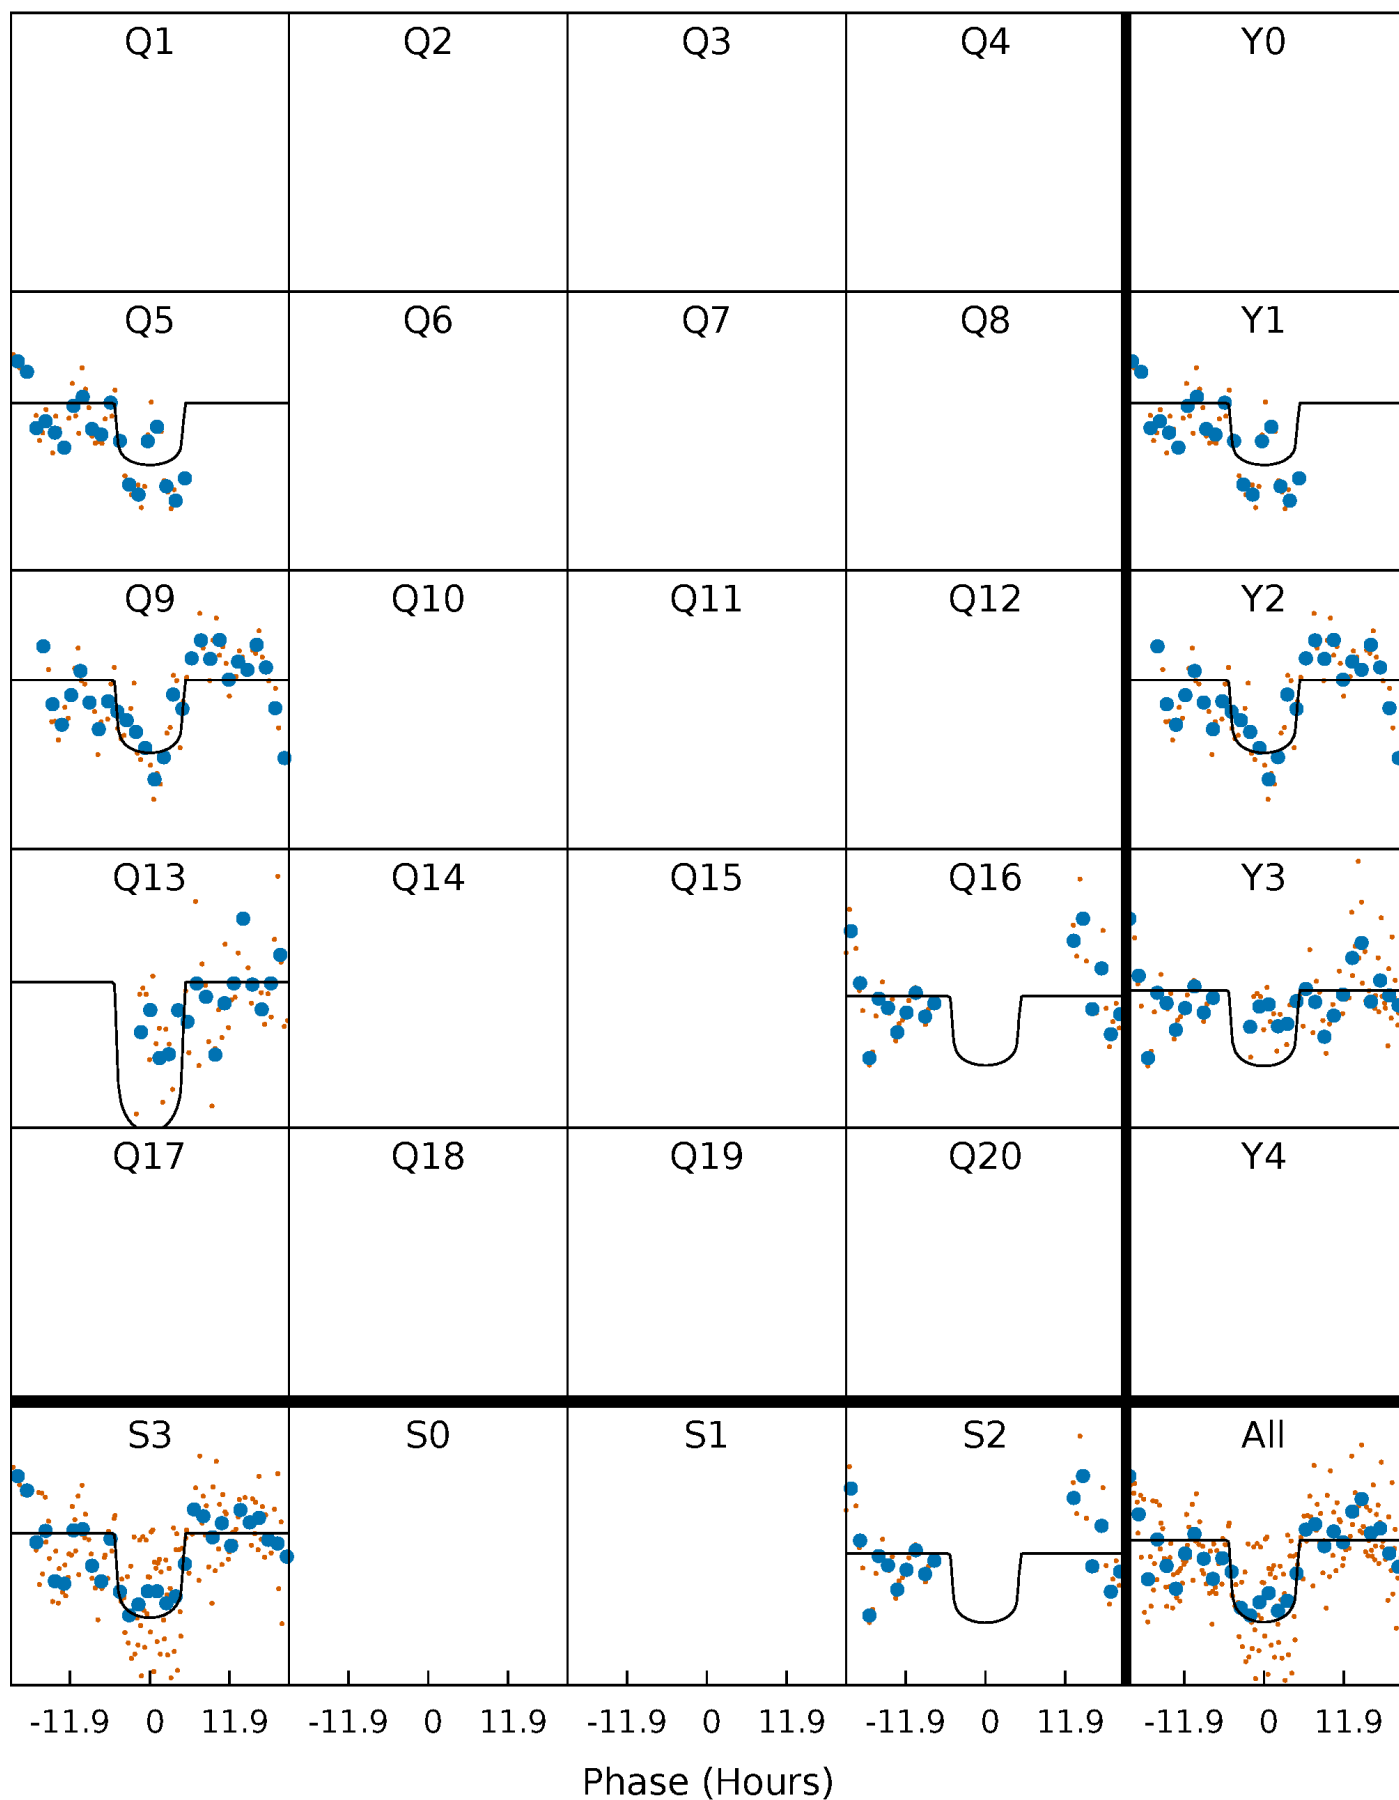 Q1 Q2 Q3 Q4 Y0
Q5 Q6 Q7 Q8 Y1
Q9 Q10 Q11 Q12 Y2
Q13 Q14 Q15 Q16 Y3
Q17 Q18 Q19 Q20 Y4
S3 S0 S1 S2 All
-11.9 0 11.9 -11.9 0 11.9 -11.9 0 11.9 -11.9 0 11.9 -11.9 0 11.9
Phase (Hours)